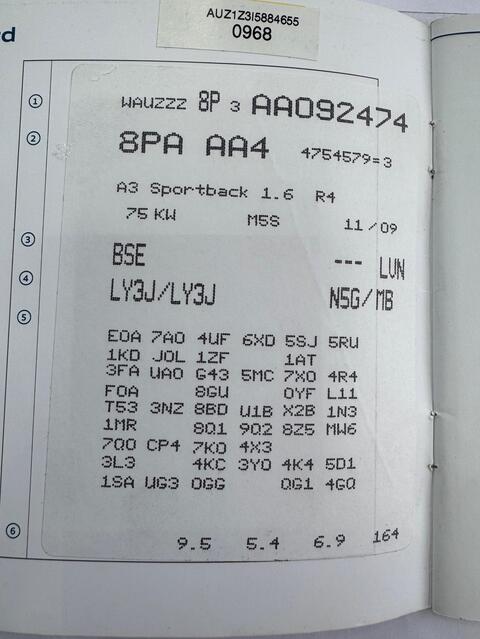 rd
AUZ1Z3I5884655
0968
① WAUZZZ 8P 3 AA092474
② 8PA AA4 4754579=3
A3 Sportback 1.6 R4
75 KW M5S 11/09
③ BSE --- LVN
④ LY3J/LY3J N5G/MB
⑤
E0A 7A0 4UF 6XD 5SJ 5RU
1KD J0L 1ZF 1AT
3FA UA0 G43 5MC 7X0 4R4
F0A 8GU 0YF L11
T53 3NZ 8BD U1B X2B 1N3
1MR 8Q1 9Q2 8Z5 MW6
7Q0 CP4 7K0 4X3
3L3 4KC 3Y0 4K4 5D1
1SA UG3 0GG QG1 4GQ
⑥ 9.5 5.4 6.9 164